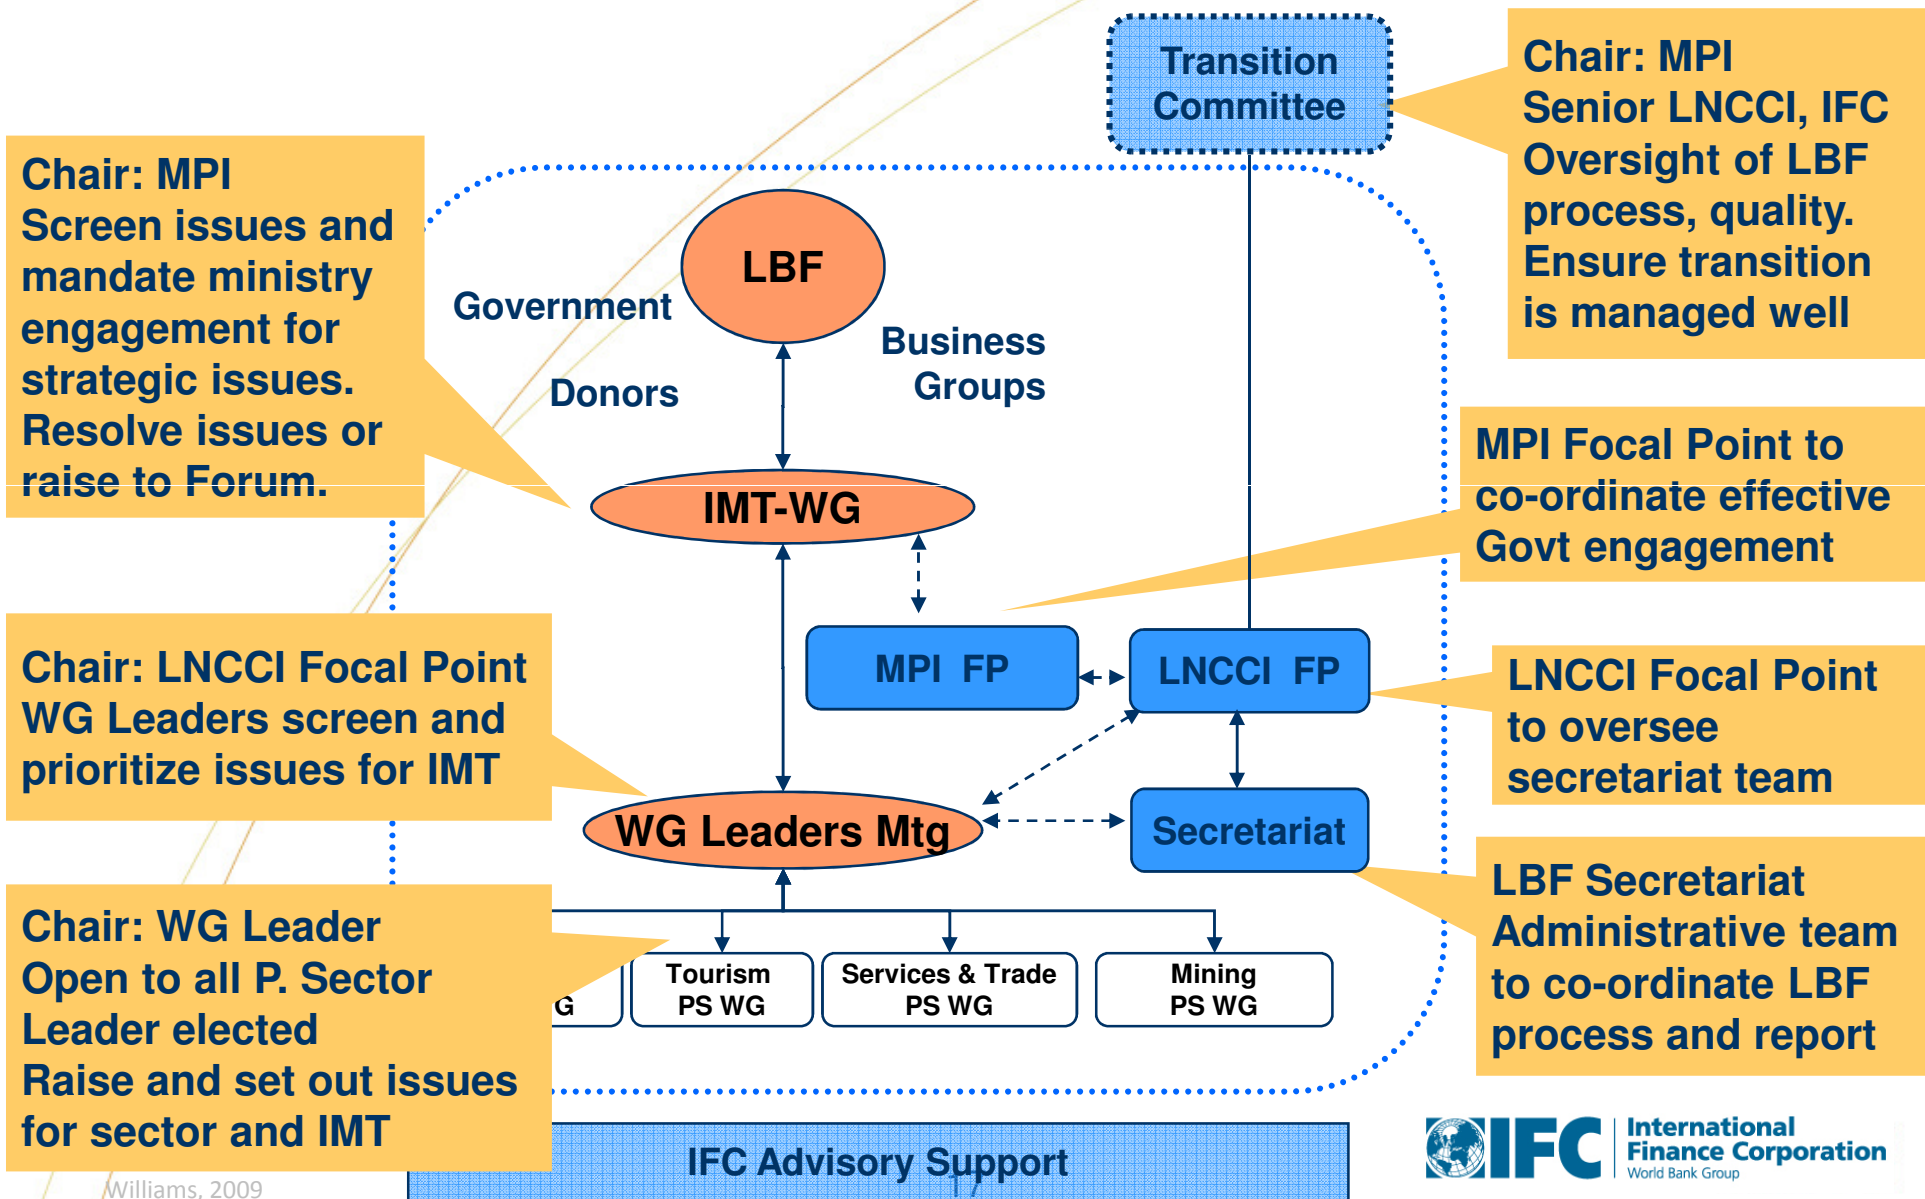 Transition
Committee
Chair: MPI
Senior LNCCI, IFC
Oversight of LBF
process, quality.
Ensure transition
is managed well
Chair: MPI
Screen issues and
mandate ministry
engagement for
strategic issues.
Resolve issues or
raise to Forum.
LBF
Government
Business
Groups
Donors
IMT-WG
MPI Focal Point to
co-ordinate effective
Govt engagement
MPI FP
LNCCI FP
Chair: LNCCI Focal Point
WG Leaders screen and
prioritize issues for IMT
LNCCI Focal Point
to oversee
secretariat team
WG Leaders Mtg
Secretariat
LBF Secretariat
Administrative team
to co-ordinate LBF
process and report
Chair: WG Leader
Open to all P. Sector
Leader elected
Raise and set out issues
for sector and IMT
G
Tourism
PS WG
Services & Trade
PS WG
Mining
PS WG
IFC Advisory Support
17
Williams, 2009
IFC
International
Finance Corporation
World Bank Group